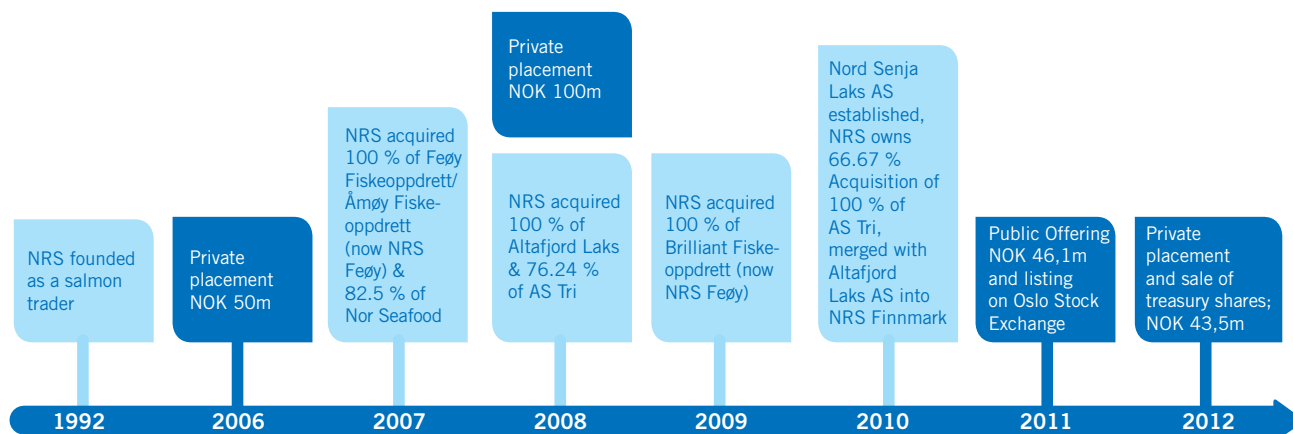 NRS founded
as a salmon
trader
Private
placement
NOK 50m
NRS acquired
100 % of Feøy
Fiskeoppdrett/
Åmøy Fiske-
oppdrett
(now NRS
Feøy) &
82.5 % of
Nor Seafood
Private
placement
NOK 100m
NRS acquired
100 % of
Altafjord Laks
& 76.24 %
of AS Tri
NRS acquired
100 % of
Brilliant Fiske-
oppdrett (now
NRS Feøy)
Nord Senja
Laks AS
established,
NRS owns
66.67 %
Acquisition of
100 % of
AS Tri,
merged with
Altafjord
Laks AS into
NRS Finnmark
Public Offering
NOK 46,1m
and listing
on Oslo Stock
Exchange
Private
placement
and sale of
treasury shares;
NOK 43,5m
1992 2006 2007 2008 2009 2010 2011 2012